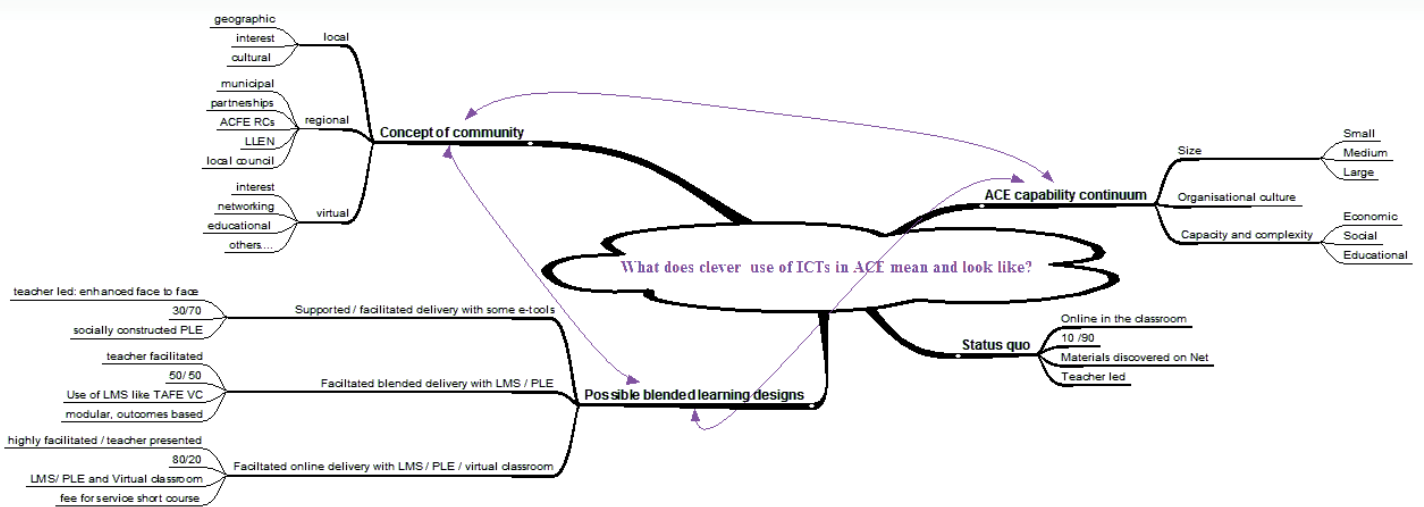 What does clever use of ICTs in ACE mean and look like?
Concept of community
local
geographic
interest
cultural
regional
municipal
partnerships
ACFE RCs
LLEN
local council
virtual
interest
networking
educational
others....
ACE capability continuum
Size
Small
Medium
Large
Organisational culture
Capacity and complexity
Economic
Social
Educational
Status quo
Online in the classroom
10 /90
Materials discovered on Net
Teacher led
Possible blended learning designs
Supported / facilitated delivery with some e-tools
teacher led: enhanced face to face
30/70
socially constructed PLE
Faciltated blended delivery with LMS / PLE
teacher facilitated
50/ 50
Use of LMS like TAFE VC
modular, outcomes based
Faciltated online delivery with LMS / PLE / virtual classroom
highly facilitated / teacher presented
80/20
LMS/ PLE and Virtual classroom
fee for service short course